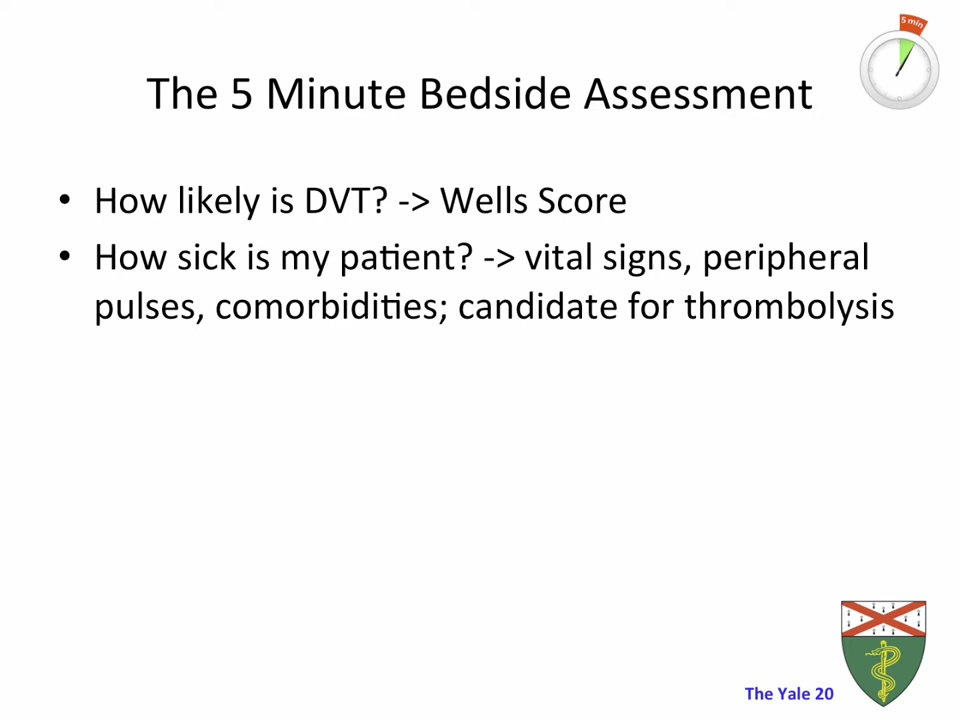 5 min
The 5 Minute Bedside Assessment
• How likely is DVT? -> Wells Score
• How sick is my patient? -> vital signs, peripheral
pulses, comorbidities; candidate for thrombolysis
The Yale 20